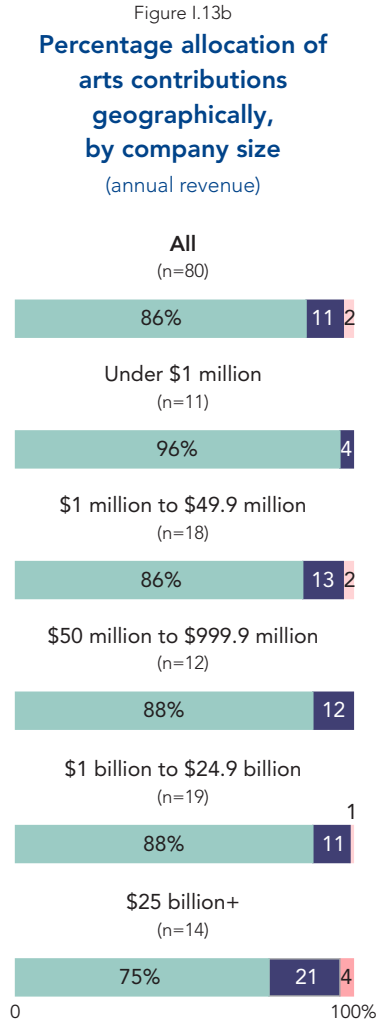 Figure I.13b
Percentage allocation of
arts contributions
geographically,
by company size
(annual revenue)
All
(n=80)
86% 11 2
Under $1 million
(n=11)
96% 4
$1 million to $49.9 million
(n=18)
86% 13 2
$50 million to $999.9 million
(n=12)
88% 12
$1 billion to $24.9 billion
(n=19)
1
88% 11
$25 billion+
(n=14)
75% 21 4
0 100%